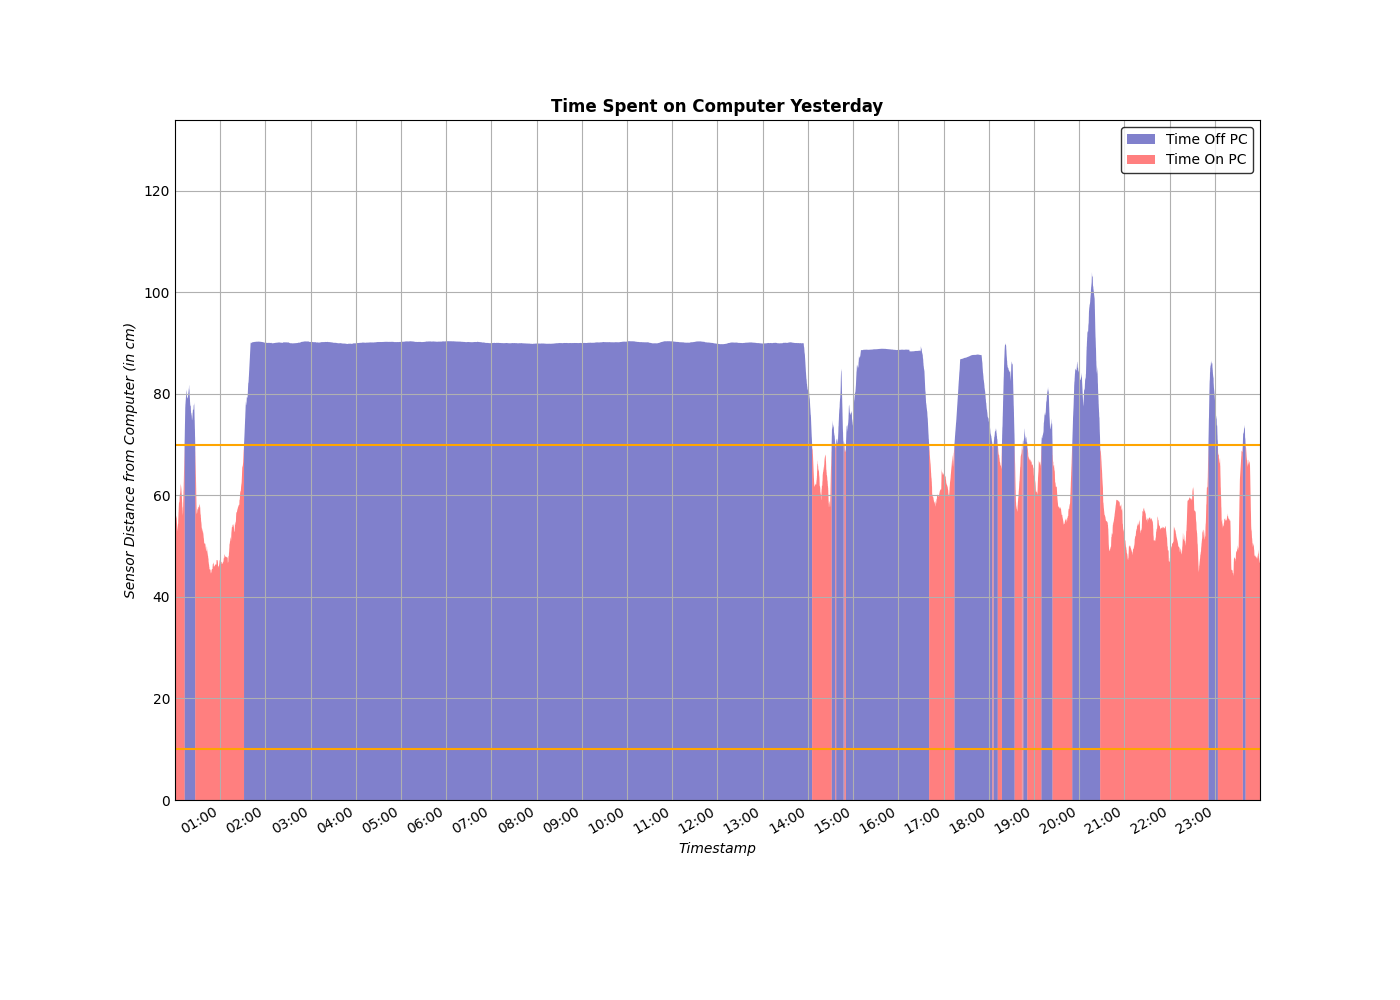 Time Spent on Computer Yesterday
Time Off PC
Time On PC
120
100
80
60
40
20
0
Sensor Distance from Computer (in cm)
01:00 02:00 03:00 04:00 05:00 06:00 07:00 08:00 09:00 10:00 11:00 12:00 13:00 14:00 15:00 16:00 17:00 18:00 19:00 20:00 21:00 22:00 23:00
Timestamp